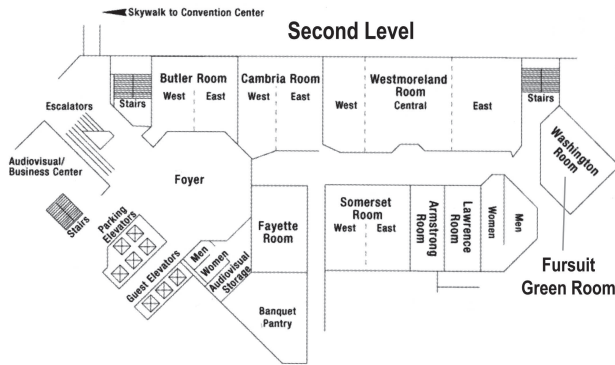 Skywalk to Convention Center
Second Level
Butler Room
West East
Cambria Room
West East
Westmoreland
Room
West Central East
Stairs
Stairs
Escalators
Audiovisual/
Business Center
Stairs
Foyer
Parking
Elevators
Guest Elevators
Men
Women
Audiovisual
Storage
Fayette
Room
Banquet
Pantry
Somerset
Room
West East
Armstrong
Room
Lawrence
Room
Women
Men
Washington
Room
Fursuit
Green Room